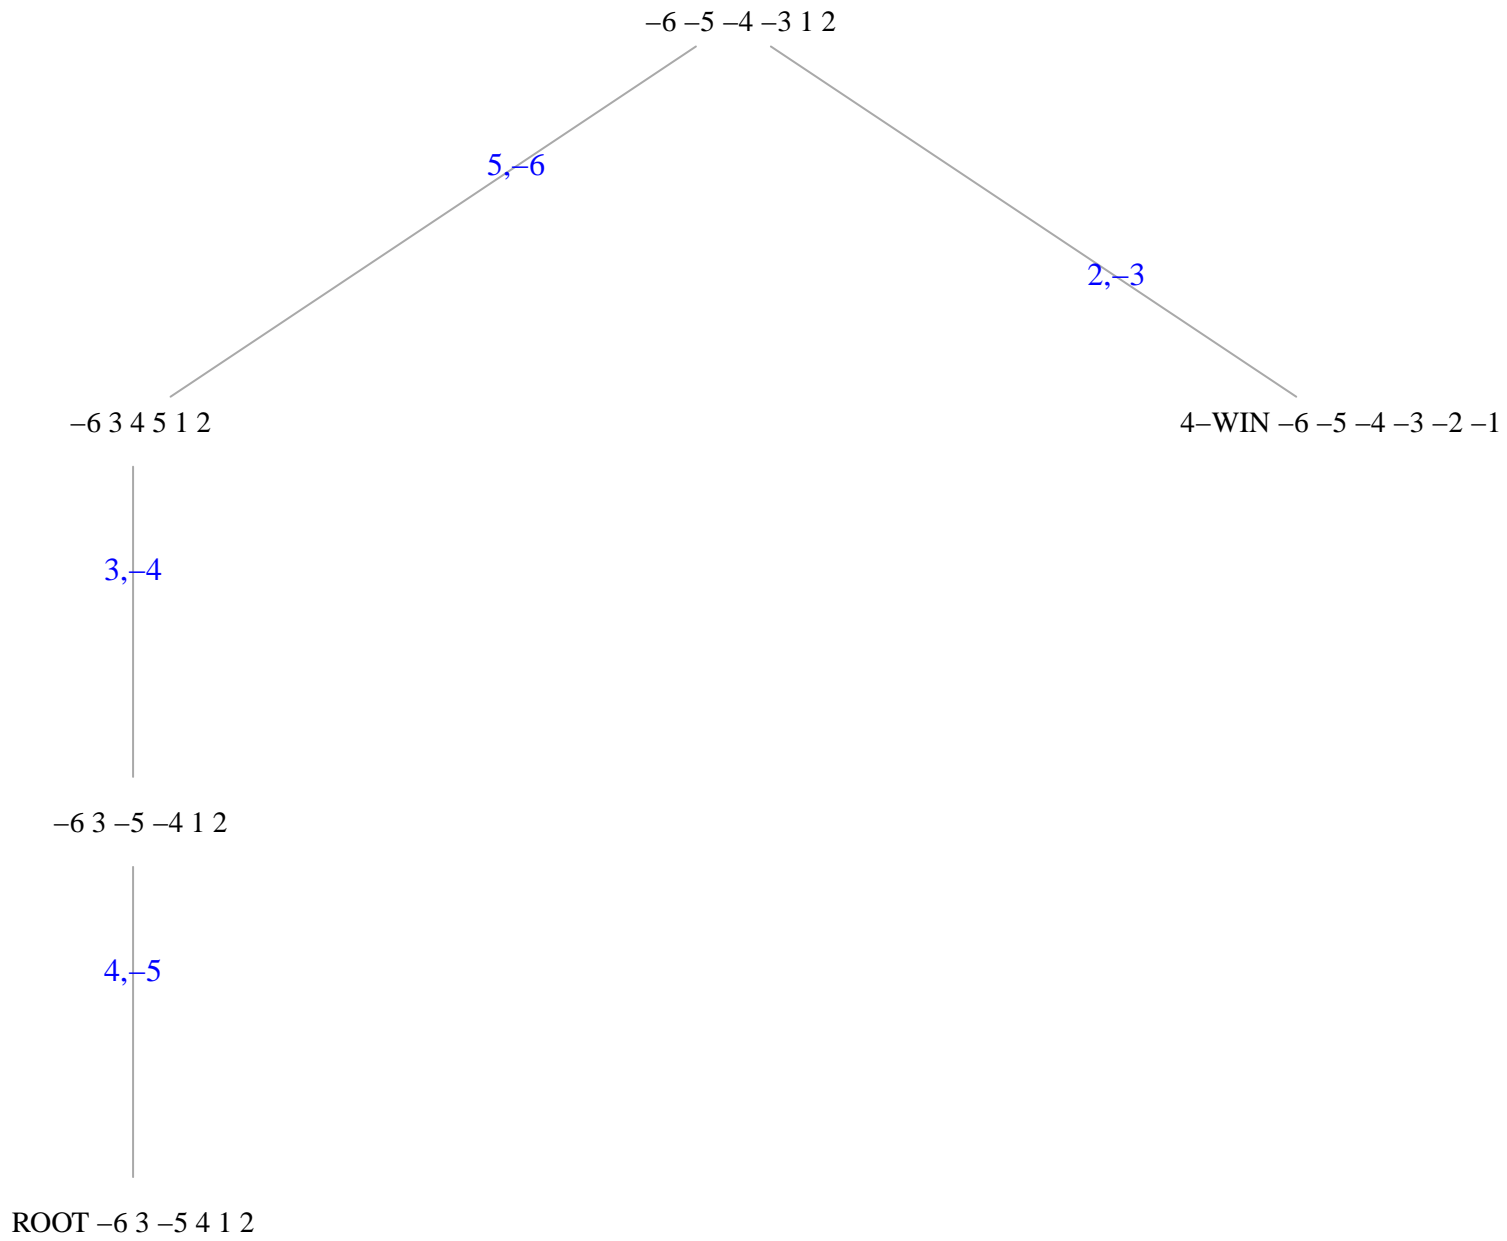 –6 –5 –4 –3 1 2
5,–6
2,–3
–6 3 4 5 1 2
4–WIN –6 –5 –4 –3 –2 –1
3,–4
–6 3 –5 –4 1 2
4,–5
ROOT –6 3 –5 4 1 2